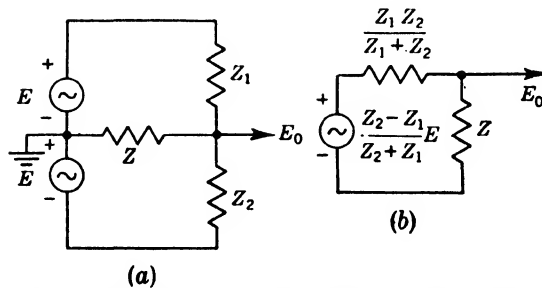 +
E
-
+
E
-
Z₁
Z
E₀
Z₂
(a)
Z₁ Z₂
Z₁ + Z₂
+
Z₂ - Z₁
Z₂ + Z₁
E
-
Z
E₀
(b)